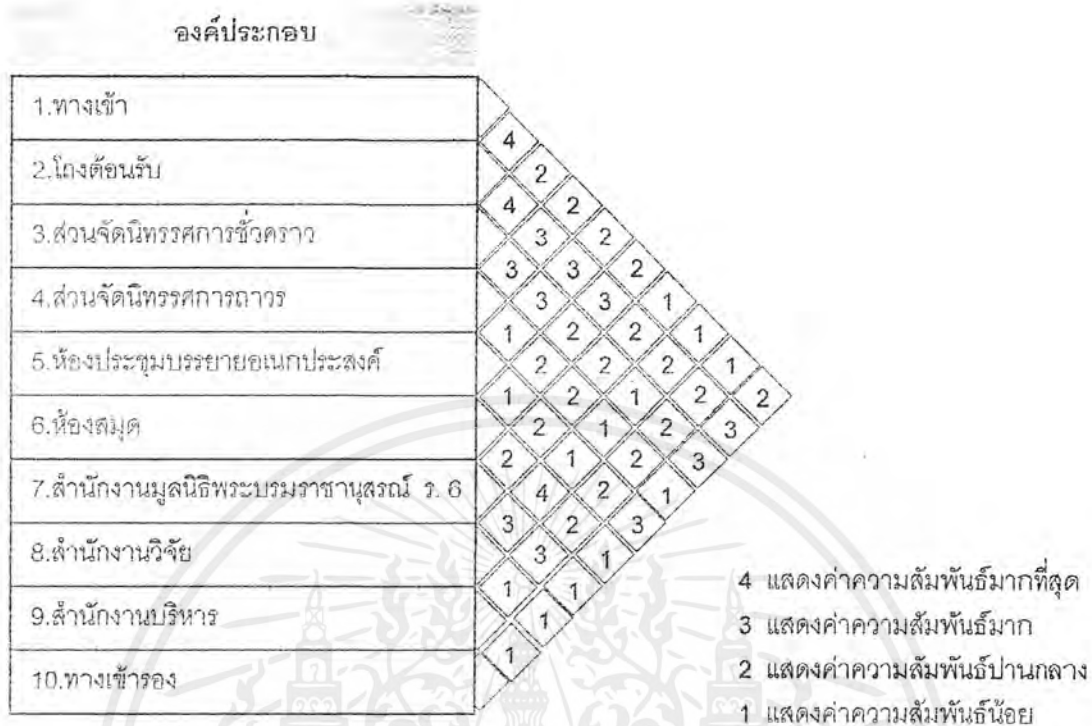 องค์ประกอบ
1.ทางเข้า
4
2.โถงต้อนรับ
2
4 2
3.ส่วนจัดนิทรรศการชั่วคราว
3 2
3 3 2
4.ส่วนจัดนิทรรศการถาวร
3 3 1
1 2 2 1
5.ห้องประชุมบรรยายอเนกประสงค์
2 2 2 1
1 2 1 2 2
6.ห้องสมุด
2 1 2 3
2 1 2 3
7.สำนักงานมูลนิธิพระบรมราชานุสรณ์ ร. 6
4 2 1
3 2 3
8.สำนักงานวิจัย
3 1
1 1
9.สำนักงานบริหาร
1
1
10.ทางเข้ารอง
4 แสดงค่าความสัมพันธ์มากที่สุด
3 แสดงค่าความสัมพันธ์มาก
2 แสดงค่าความสัมพันธ์ปานกลาง
1 แสดงค่าสัมพันธ์น้อย